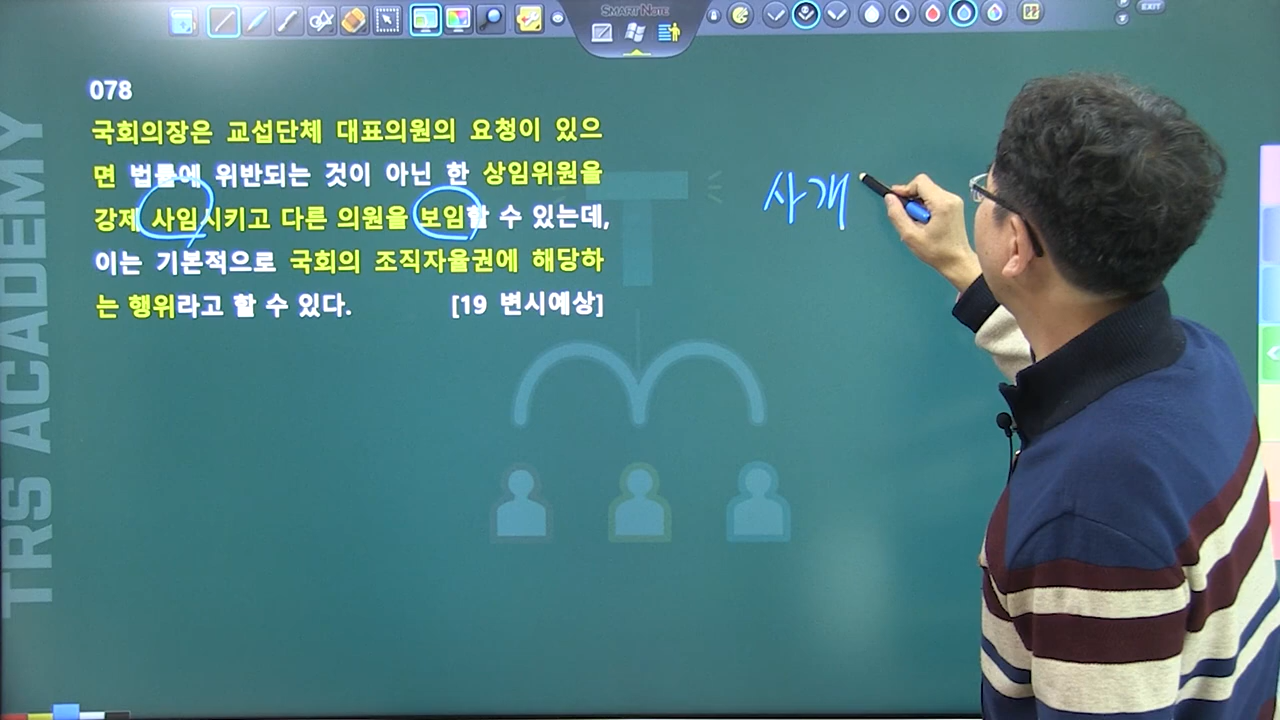 SMART NOTE
EXIT
078
국회의장은 교섭단체 대표의원의 요청이 있으
면 법률에 위반되는 것이 아닌 한 상임위원을
강제 사임시키고 다른 의원을 보임할 수 있는데,
이는 기본적으로 국회의 조직자율권에 해당하
는 행위라고 할 수 있다. [19 변시예상]
사개
TRS ACADEMY